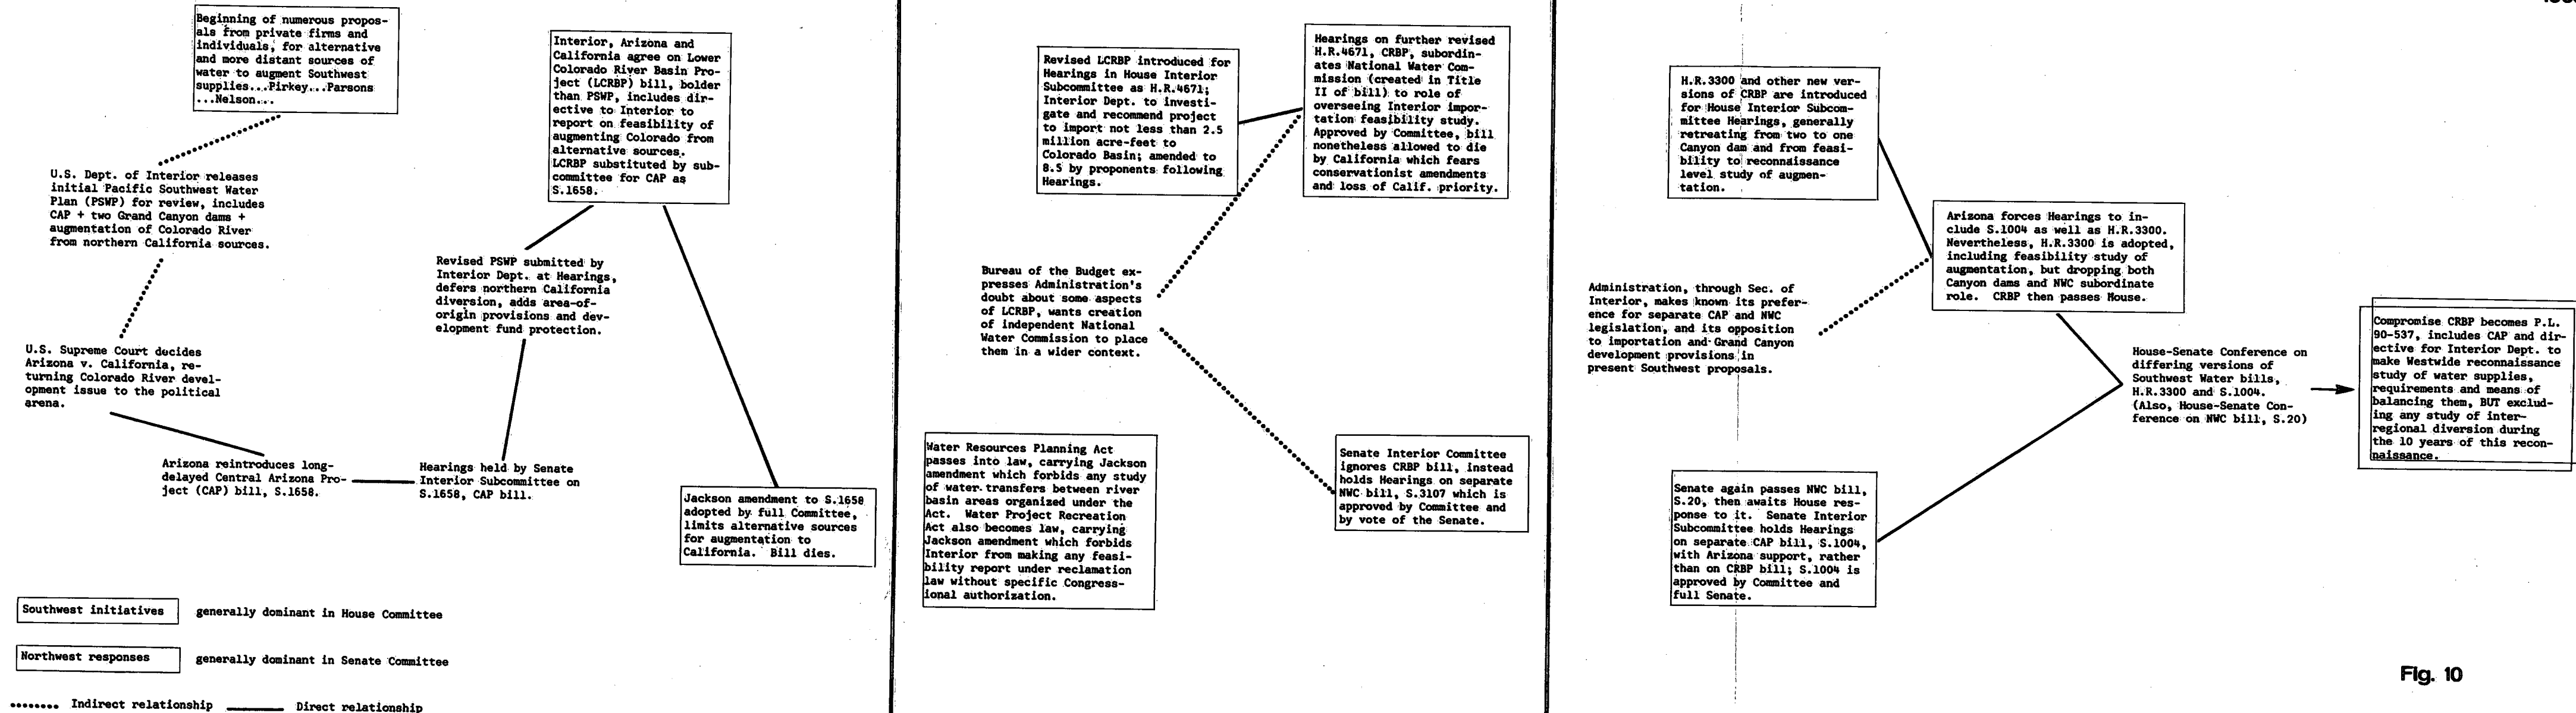 Beginning of numerous propos-
als from private firms and
individuals, for alternative
and more distant sources of
water to augment Southwest
supplies...Pirkey...Parsons
...Nelson...
U.S. Dept. of Interior releases
initial Pacific Southwest Water
Plan (PSWP) for review, includes
CAP + two Grand Canyon dams +
augmentation of Colorado River
from northern California sources.
U.S. Supreme Court decides
Arizona v. California, re-
turning Colorado River devel-
opment issue to the political
arena.
Arizona reintroduces long-
delayed Central Arizona Pro-
ject (CAP) bill, S.1658.
Hearings held by Senate
Interior Subcommittee on
S.1658, CAP bill.
Revised PSWP submitted by
Interior Dept. at Hearings,
defers northern California
diversion, adds area-of-
origin provisions and dev-
elopment fund protection.
Interior, Arizona and
California agree on Lower
Colorado River Basin Pro-
ject (LCRBP) bill, bolder
than PSWP, includes dir-
ective to Interior to
report on feasibility of
augmenting Colorado from
alternative sources.
LCRBP substituted by sub-
committee for CAP as
S.1658.
Jackson amendment to S.1658
adopted by full Committee,
limits alternative sources
for augmentation to
California. Bill dies.
Southwest initiatives generally dominant in House Committee
Northwest responses generally dominant in Senate Committee
Indirect relationship Direct relationship
Revised LCRBP introduced for
Hearings in House Interior
Subcommittee as H.R.4671;
Interior Dept. to investi-
gate and recommend project
to import not less than 2.5
million acre-feet to
Colorado Basin; amended to
8.5 by proponents following
Hearings.
Hearings on further revised
H.R.4671, CRBP, subordin-
ates National Water Com-
mission (created in Title
II of bill) to role of
overseeing Interior impor-
tation feasibility study.
Approved by Committee, bill
nonetheless allowed to die
by California which fears
conservationist amendments
and loss of Calif. priority.
Bureau of the Budget ex-
presses Administration's
doubt about some aspects
of LCRBP, wants creation
of independent National
Water Commission to place
them in a wider context.
Water Resources Planning Act
passes into law, carrying Jackson
amendment which forbids any study
of water transfers between river
basin areas organized under the
Act. Water Project Recreation
Act also becomes law, carrying
Jackson amendment which forbids
Interior from making any feasi-
bility report under reclamation
law without specific Congress-
ional authorization.
Senate Interior Committee
ignores CRBP bill, instead
holds Hearings on separate
NWC bill, S.3107 which is
approved by Committee and
by vote of the Senate.
H.R.3300 and other new ver-
sions of CRBP are introduced
for House Interior Subcom-
mittee Hearings, generally
retreating from two to one
Canyon dam and from feasi-
bility to reconnaissance
level study of augmen-
tation.
Arizona forces Hearings to in-
clude S.1004 as well as H.R.3300.
Nevertheless, H.R.3300 is adopted,
including feasibility study of
augmentation, but dropping both
Canyon dams and NWC subordinate
role. CRBP then passes House.
Administration, through Sec. of
Interior, makes known its prefer-
ence for separate CAP and NWC
legislation, and its opposition
to importation and Grand Canyon
development provisions in
present Southwest proposals.
Senate again passes NWC bill,
S.20, then awaits House res-
ponse to it. Senate Interior
Subcommittee holds Hearings
on separate CAP bill, S.1004,
with Arizona support, rather
than on CRBP bill; S.1004 is
approved by Committee and
full Senate.
House-Senate Conference on
differing versions of
Southwest Water bills,
H.R.3300 and S.1004.
(Also, House-Senate Con-
ference on NWC bill, S.20)
Compromise CRBP becomes P.L.
90-537, includes CAP and dir-
ective for Interior Dept. to
make Westwide reconnaissance
study of water supplies,
requirements and means of
balancing them, BUT exclud-
ing any study of inter-
regional diversion during
the 10 years of this recon-
naissance.
Fig. 10